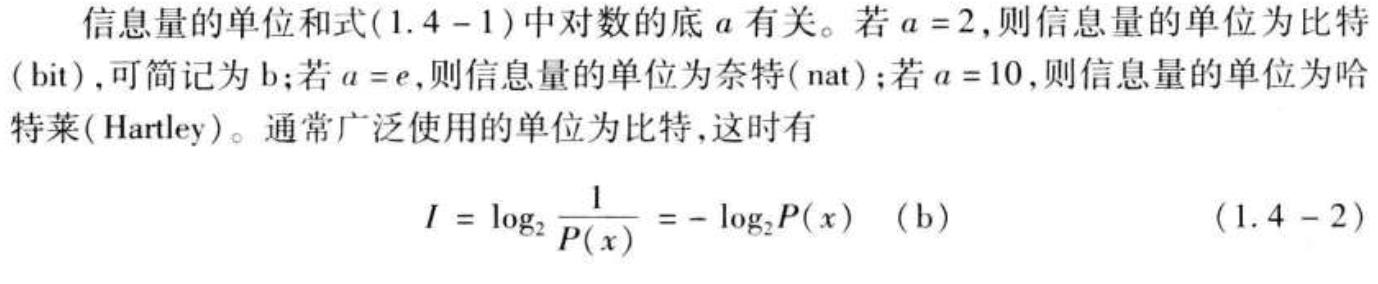 信息量的单位和式(1.4-1)中对数的底 a 有关。若 a=2,则信息量的单位为比特
(bit),可简记为 b;若 a=e,则信息量的单位为奈特(nat);若 a=10,则信息量的单位为哈
特莱(Hartley)。通常广泛使用的单位为比特,这时有
I = log₂ 1/P(x) = - log₂P(x) (b) (1.4-2)